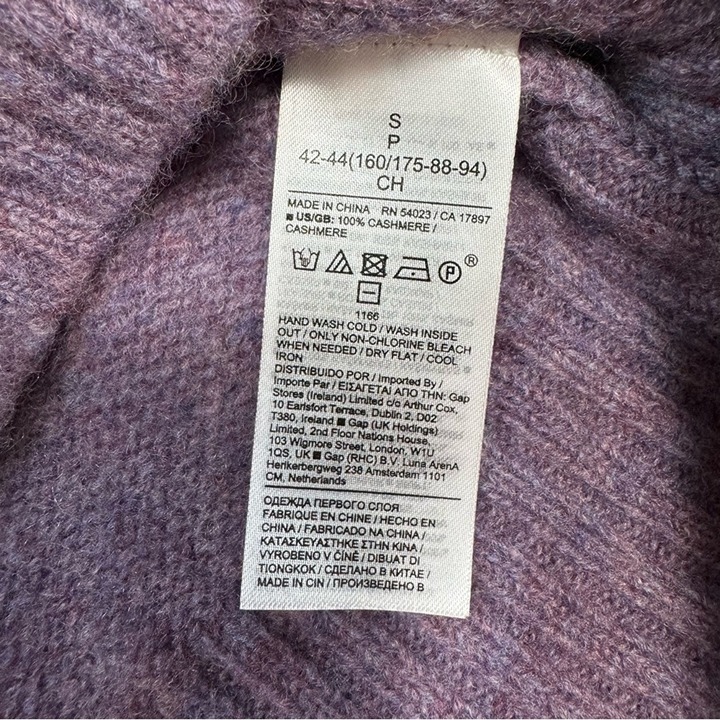 S
P
42-44(160/175-88-94)
CH
MADE IN CHINA RN 54023 / CA 17897
■ US/GB: 100% CASHMERE /
CASHMERE
®
1166
HAND WASH COLD / WASH INSIDE
OUT / ONLY NON-CHLORINE BLEACH
WHEN NEEDED / DRY FLAT / COOL
IRON
DISTRIBUIDO POR / Imported By /
Importe Par / ΕΙΣΑΓΕΤΑΙ ΑΠΟ ΤΗΝ: Gap
Stores (Ireland) Limited c/o Arthur Cox,
10 Earlsfort Terrace, Dublin 2, D02
T380, Ireland ■ Gap (UK Holdings)
Limited, 2nd Floor Nations House,
103 Wigmore Street, London, W1U
1QS, UK ■ Gap (RHC) B.V. Luna ArenA
Herikerbergweg 238 Amsterdam 1101
CM, Netherlands
ОДЕЖДА ПЕРВОГО СЛОЯ
FABRIQUE EN CHINE / HECHO EN
CHINA / FABRICADO NA CHINA /
ΚΑΤΑΣΚΕΥΑΣΤΗΚΕ ΣΤΗΝ ΚΙΝΑ /
VYROBENO V ČÍNĚ / DIBUAT DI
TIONGKOK / СДЕЛАНО В КИТАЕ /
MADE IN CIN / ПРОИЗВЕДЕНО В